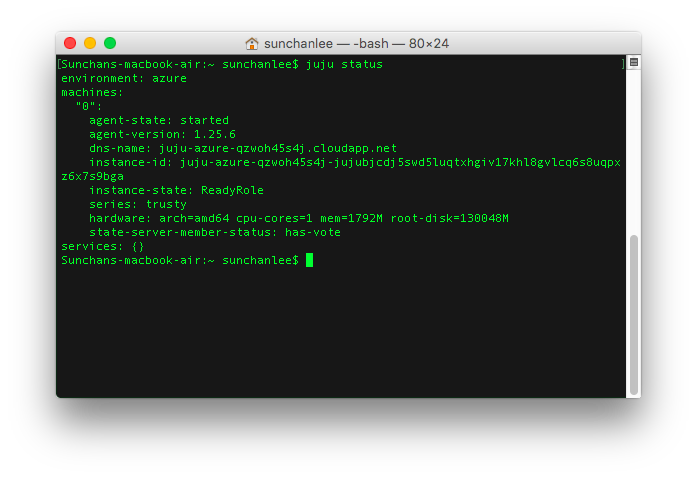 sunchanlee — -bash — 80×24
[Sunchans-macbook-air:~ sunchanlee$ juju status ]
environment: azure
machines:
  "0":
    agent-state: started
    agent-version: 1.25.6
    dns-name: juju-azure-qzwoh45s4j.cloudapp.net
    instance-id: juju-azure-qzwoh45s4j-jujubjcdj5swd5luqtxhgiv17khl8gvlcq6s8uqpx
z6x7s9bga
    instance-state: ReadyRole
    series: trusty
    hardware: arch=amd64 cpu-cores=1 mem=1792M root-disk=130048M
    state-server-member-status: has-vote
services: {}
Sunchans-macbook-air:~ sunchanlee$